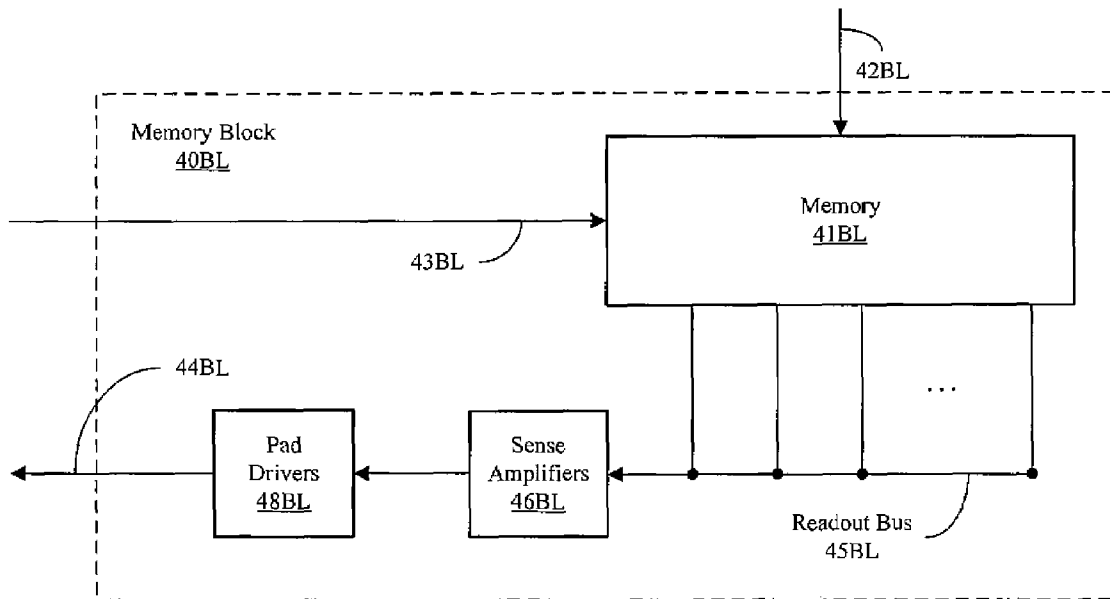 42BL
Memory Block
40BL
Memory
41BL
43BL
44BL
...
Pad
Drivers
48BL
Sense
Amplifiers
46BL
Readout Bus
45BL